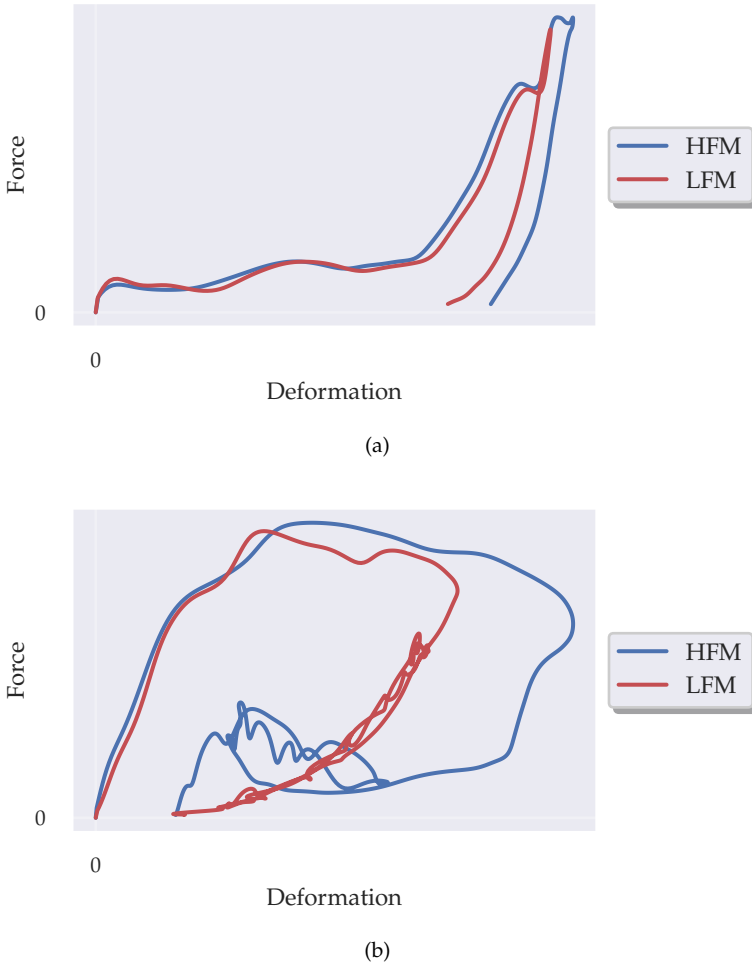 Force
HFM
LFM
0
0
Deformation
(a)
Force
HFM
LFM
0
0
Deformation
(b)